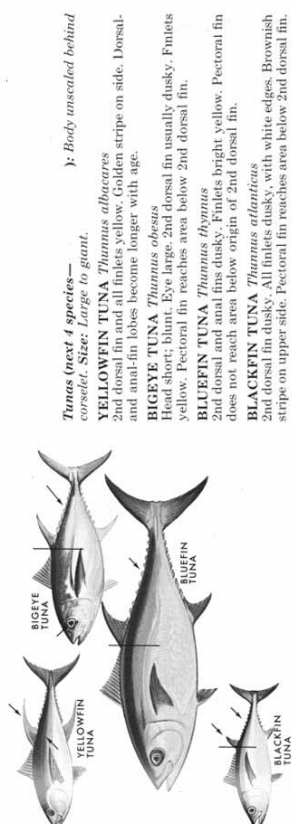 Tunas (next 4 species—          ): Body unscaled behind
corselet. Size: Large to giant.
YELLOWFIN TUNA Thunnus albacares
2nd dorsal fin and all finlets yellow. Golden stripe on side. Dorsal-
and anal-fin lobes become longer with age.
BIGEYE TUNA Thunnus obesus
Head short; blunt. Eye large. 2nd dorsal fin usually dusky. Finlets
yellow. Pectoral fin reaches area below 2nd dorsal fin.
BLUEFIN TUNA Thunnus thynnus
2nd dorsal and anal fins dusky. Finlets bright yellow. Pectoral fin
does not reach area below origin of 2nd dorsal fin.
BLACKFIN TUNA Thunnus atlanticus
2nd dorsal fin dusky. All finlets dusky, with white edges. Brownish
stripe on upper side. Pectoral fin reaches area below 2nd dorsal fin.
YELLOWFIN
TUNA
BIGEYE
TUNA
BLUEFIN
TUNA
BLACKFIN
TUNA